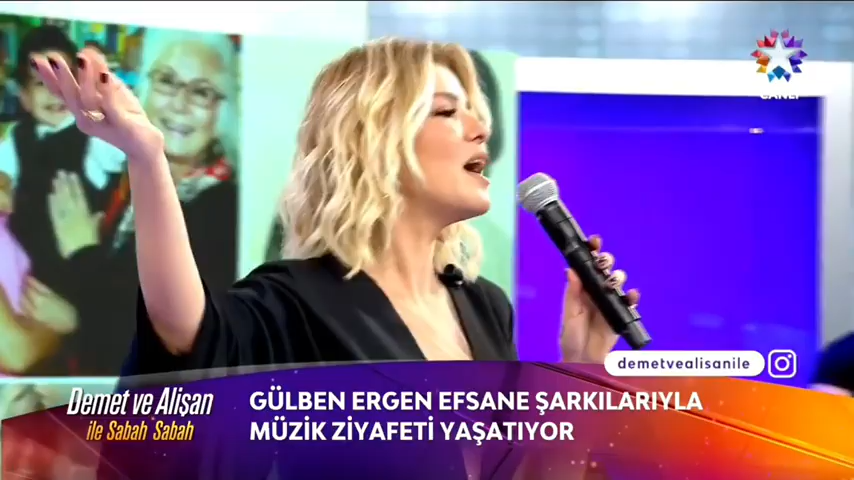 CANLI
demetvealisanile
Demet ve Alişan
ile Sabah Sabah
GÜLBEN ERGEN EFSANE ŞARKILARIYLA
MÜZİK ZİYAFETİ YAŞATIYOR